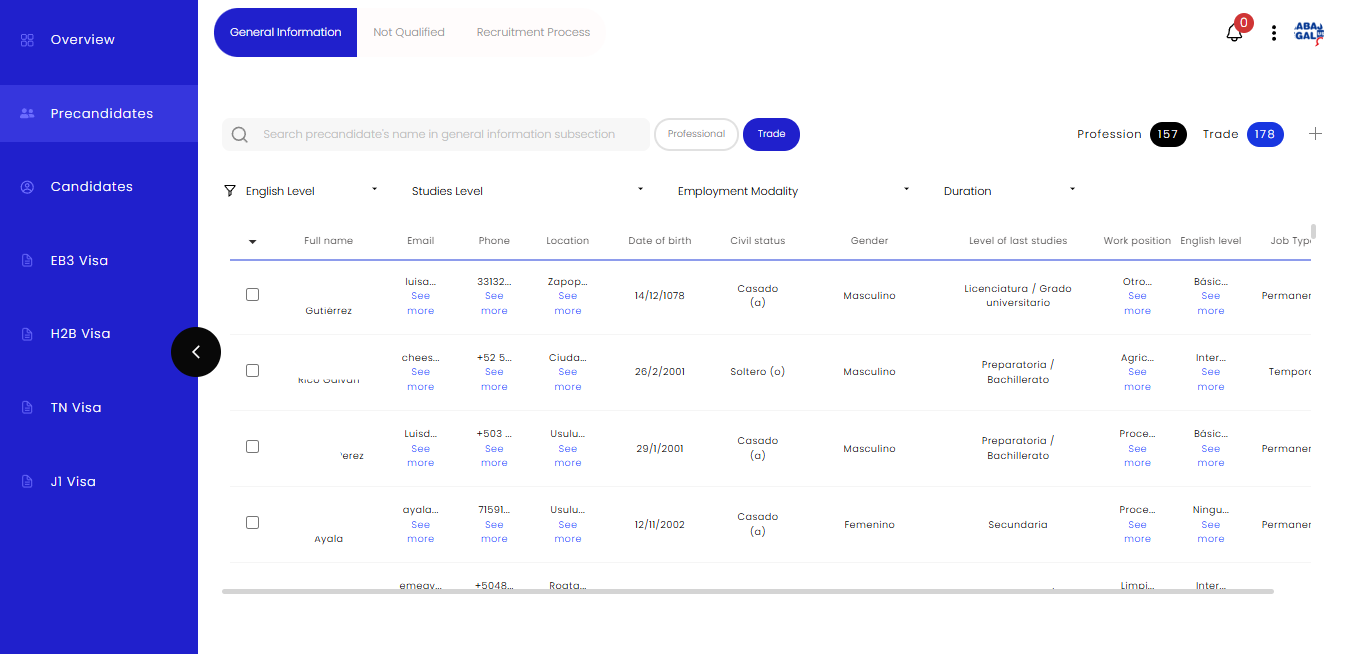 Overview
Precandidates
Candidates
EB3 Visa
H2B Visa
TN Visa
J1 Visa
General Information Not Qualified Recruitment Process
0
ABAJ
GAL
Search precandidate's name in general information subsection Professional Trade Profession 157 Trade 178
English Level Studies Level Employment Modality Duration
Full name Email Phone Location Date of birth Civil status Gender Level of last studies Work position English level Job Typ
luisa... 33132... Zapop... Otro... Básic...
See See See 14/12/1078 Casado (a) Masculino Licenciatura / Grado universitario See See Permaner
Gutiérrez more more more more more
chees... +52 5... Ciuda... Agric... Inter...
See See See 26/2/2001 Soltero (o) Masculino Preparatoria / Bachillerato See See Tempora
Rico Galván more more more more more
Luisd... +503 ... Usulu... Proce... Básic...
See See See 29/1/2001 Casado (a) Masculino Preparatoria / Bachillerato See See Permaner
erez more more more more more
ayala... 71591... Usulu... Proce... Ningu...
See See See 12/11/2002 Casado (a) Femenino Secundaria See See Permaner
Ayala more more more more more
emeav... +5048... Roata... Limpi... Inter...